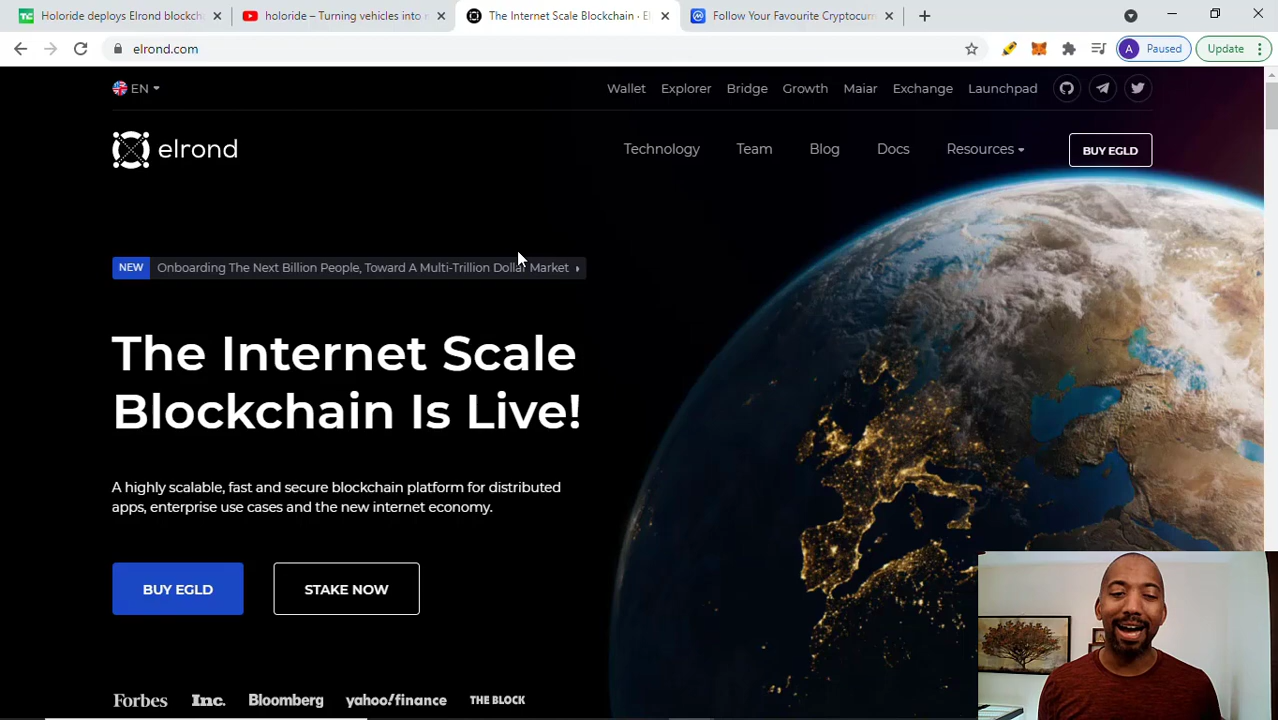 Holoride deploys Elrond blockch
holoride – Turning vehicles into m
The Internet Scale Blockchain · El
Follow Your Favourite Cryptocurr
elrond.com
A Paused
Update
EN
Wallet Explorer Bridge Growth Maiar Exchange Launchpad
elrond
Technology Team Blog Docs Resources
BUY EGLD
NEW Onboarding The Next Billion People, Toward A Multi-Trillion Dollar Market
The Internet Scale
Blockchain Is Live!
A highly scalable, fast and secure blockchain platform for distributed
apps, enterprise use cases and the new internet economy.
BUY EGLD
STAKE NOW
Forbes Inc. Bloomberg yahoo!finance THE BLOCK